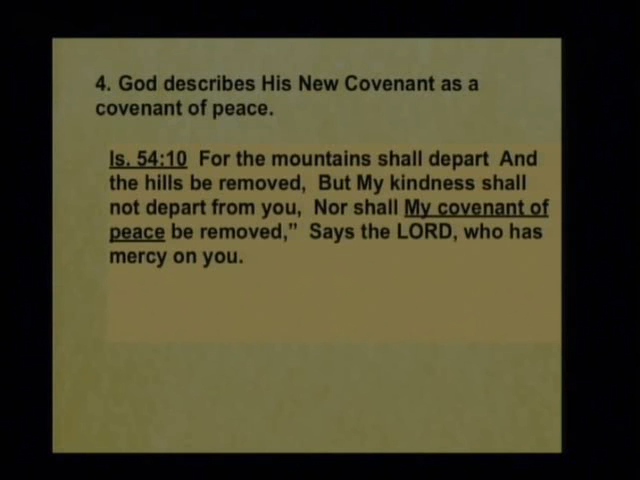 4. God describes His New Covenant as a
covenant of peace.
Is. 54:10  For the mountains shall depart  And
the hills be removed,  But My kindness shall
not depart from you,  Nor shall My covenant of
peace be removed,”  Says the LORD, who has
mercy on you.